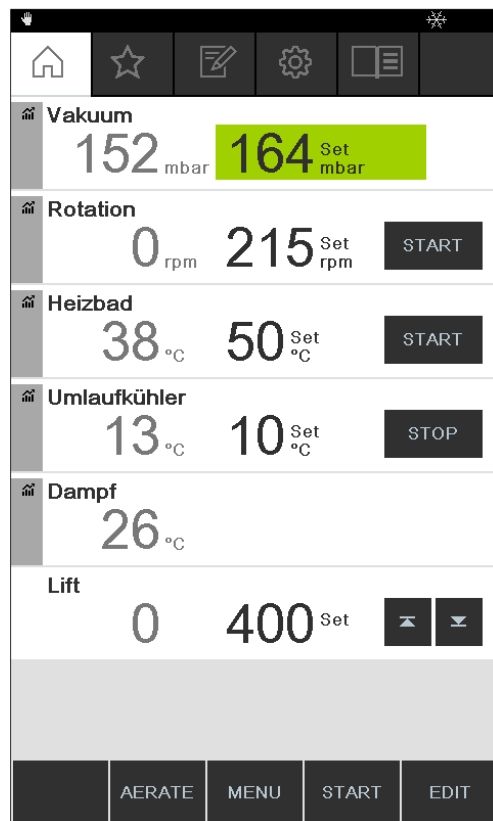 Vakuum
152 mbar 164 Set mbar
Rotation
0 rpm 215 Set rpm START
Heizbad
38 °C 50 Set °C START
Umlaufkühler
13 °C 10 Set °C STOP
Dampf
26 °C
Lift
0 400 Set
AERATE MENU START EDIT